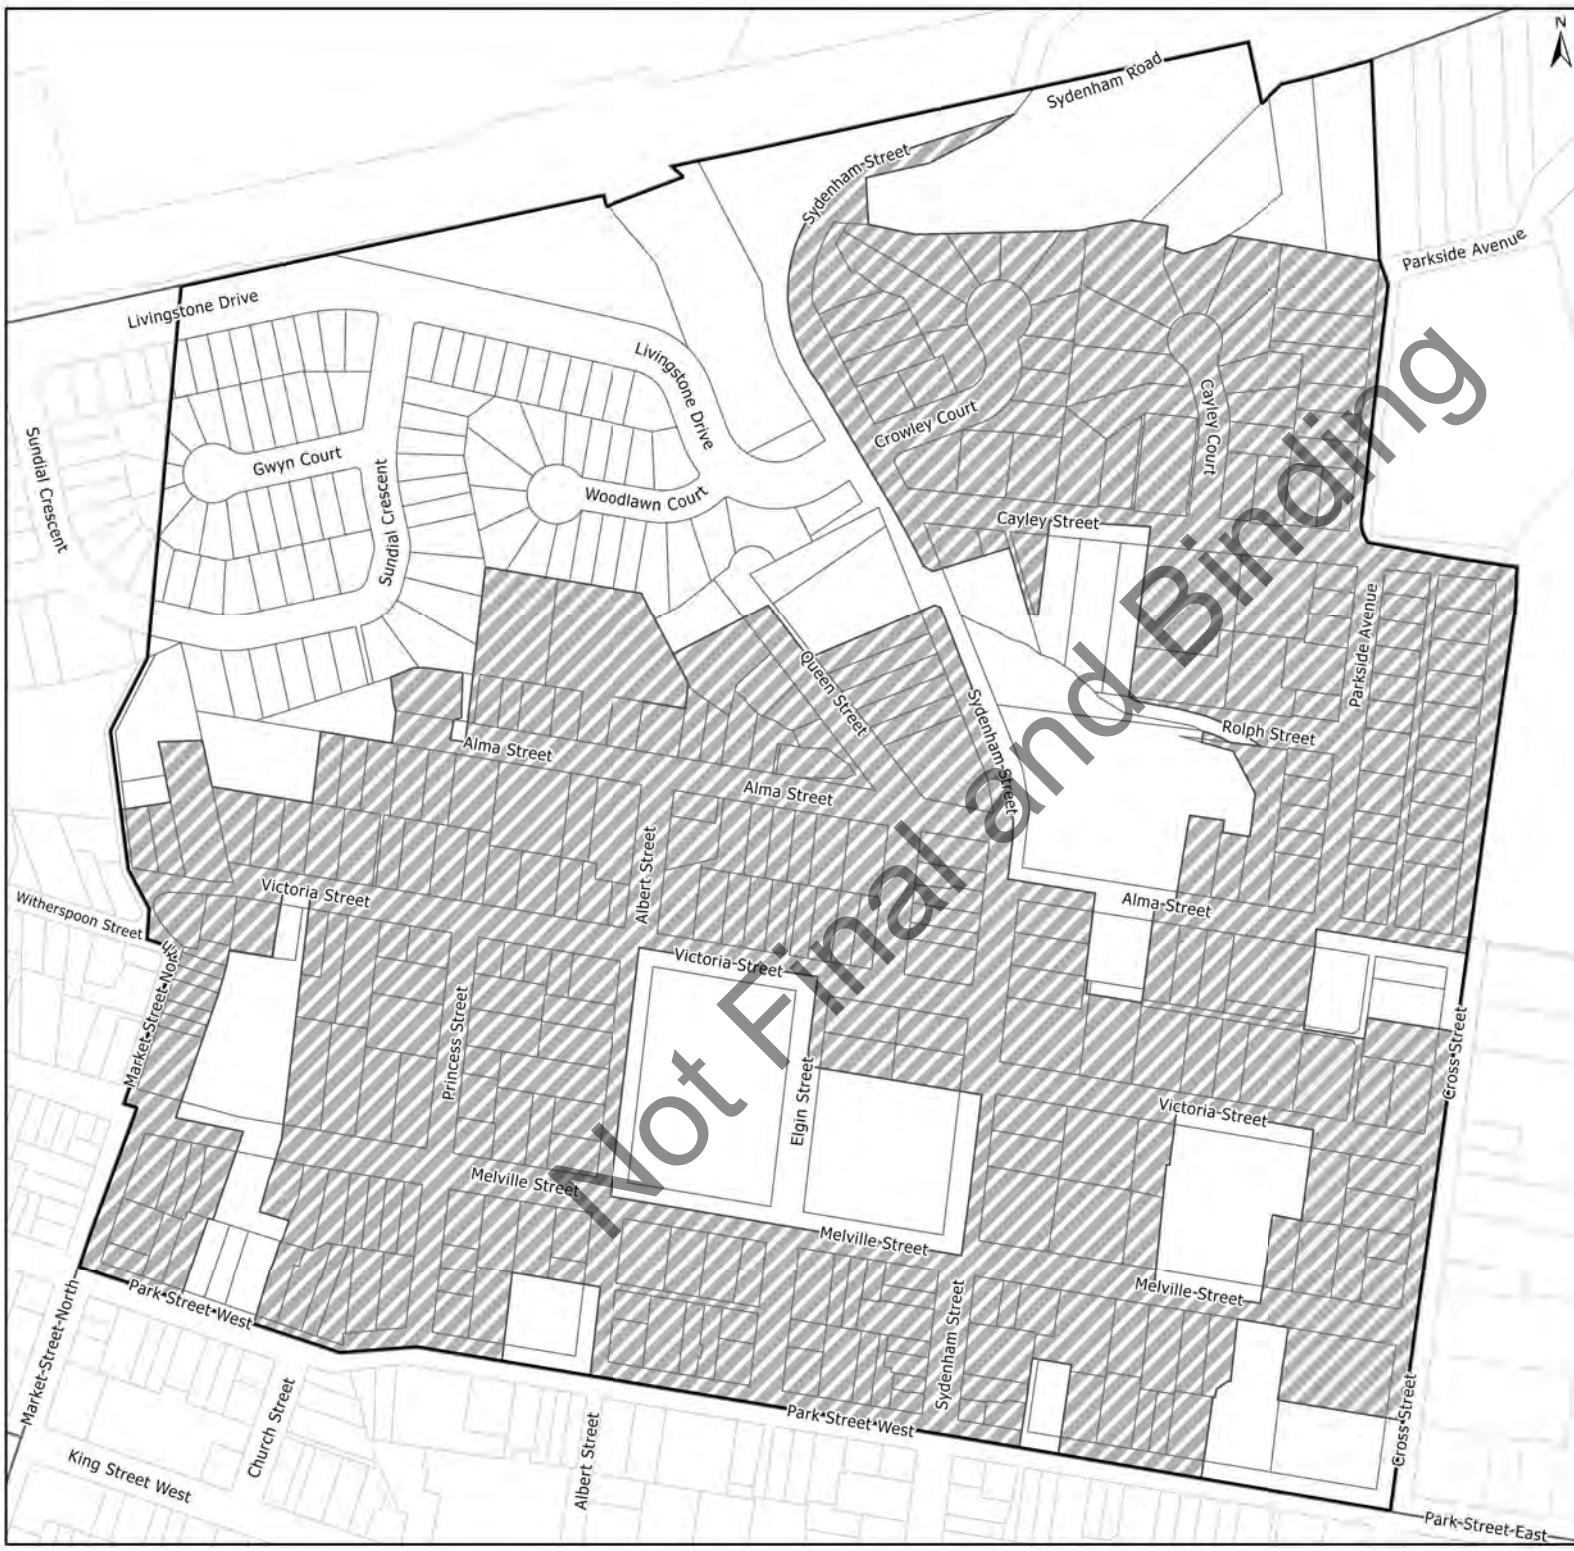 N
Sydenham Road
Sydenham Street
Parkside Avenue
Livingstone Drive
Livingstone Drive
Crowley Court
Cayley Court
Sundial Crescent
Gwyn Court
Sundial Crescent
Woodlawn Court
Cayley Street
Parkside Avenue
Queen Street
Sydenham Street
Rolph Street
Alma Street
Alma Street
Albert Street
Victoria Street
Alma Street
Witherspoon Street
Market Street North
Victoria Street
Princess Street
Elgin Street
Cross Street
Victoria Street
Melville Street
Melville Street
Melville Street
Park Street West
Sydenham Street
Market Street North
Church Street
Albert Street
Park Street West
Cross Street
King Street West
Park Street East
Not Final and Binding